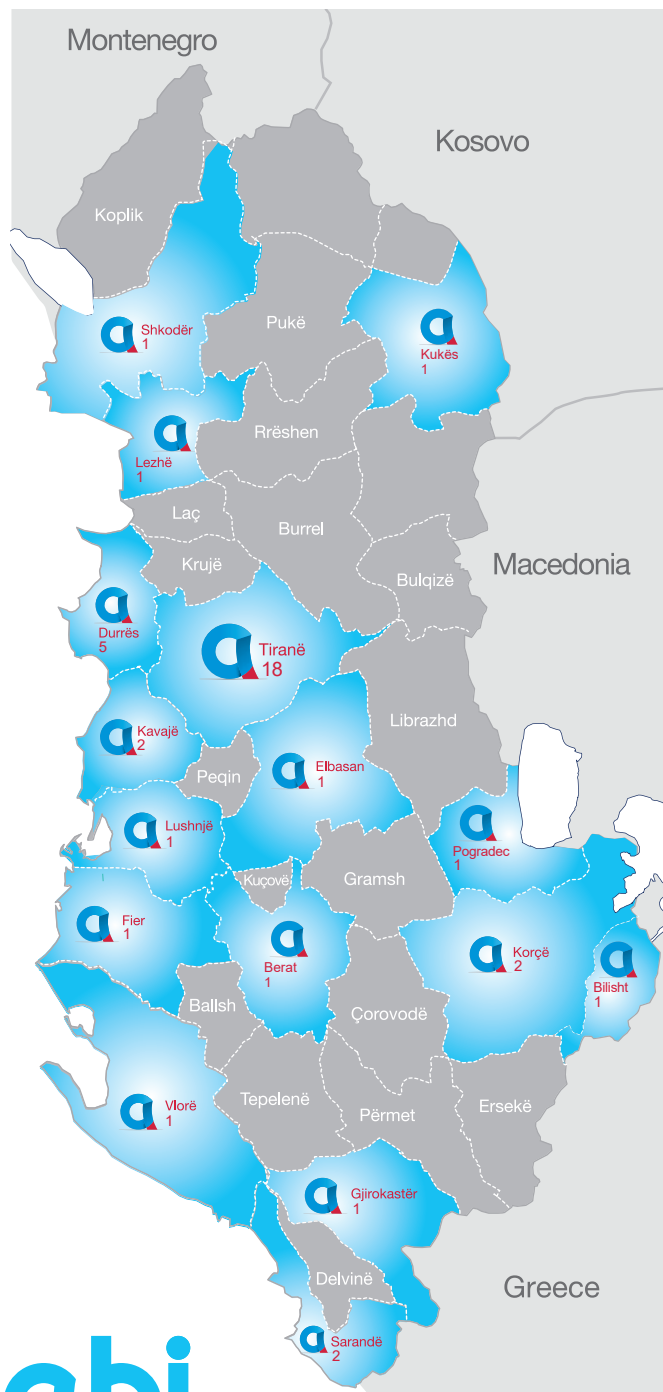 Montenegro
Kosovo
Koplik
Shkodër
1
Pukë
Kukës
1
Rrëshen
Lezhë
1
Laç
Burrel
Krujë
Bulqizë
Macedonia
Durrës
5
Tiranë
18
Librazhd
Kavajë
2
Peqin
Elbasan
1
Lushnjë
1
Pogradec
1
Kuçovë
Gramsh
Fier
1
Berat
1
Korçë
2
Bilisht
1
Ballsh
Çorovodë
Vlorë
1
Tepelenë
Përmet
Ersekë
Gjirokastër
1
Delvinë
Greece
Sarandë
2
abi